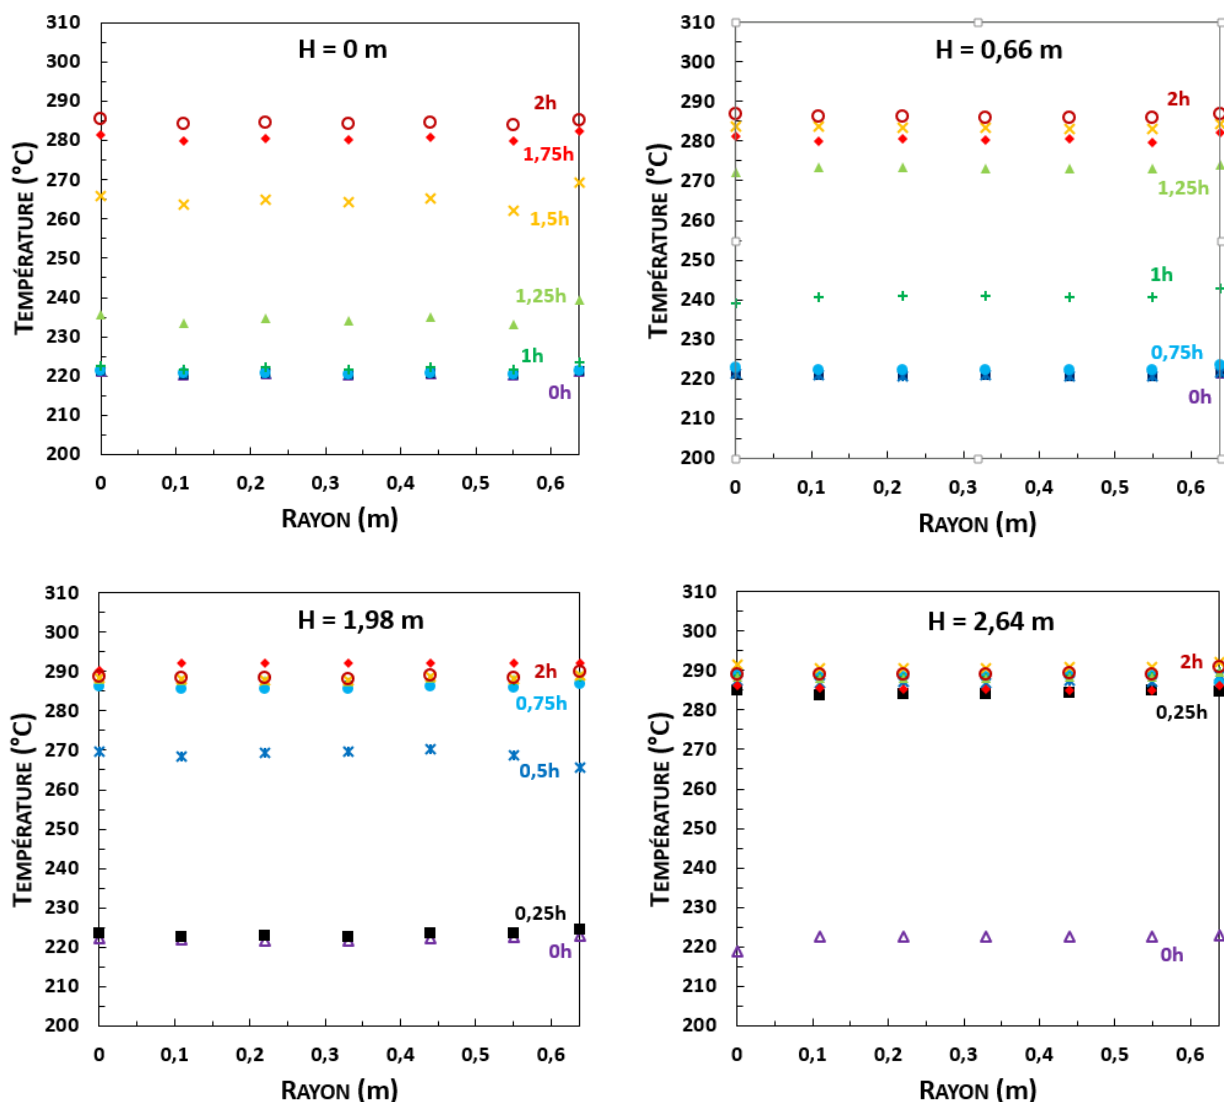 H = 0 m
310
300
290
280
270
260
250
240
230
220
210
200
TEMPÉRATURE (°C)
2h
1,75h
1,5h
1,25h
1h
0h
0 0,1 0,2 0,3 0,4 0,5 0,6
RAYON (m)
H = 0,66 m
310
300
290
280
270
260
250
240
230
220
210
200
TEMPÉRATURE (°C)
2h
1,25h
1h
0,75h
0h
0 0,1 0,2 0,3 0,4 0,5 0,6
RAYON (m)
H = 1,98 m
310
300
290
280
270
260
250
240
230
220
210
200
TEMPÉRATURE (°C)
2h
0,75h
0,5h
0,25h
0h
0 0,1 0,2 0,3 0,4 0,5 0,6
RAYON (m)
H = 2,64 m
310
300
290
280
270
260
250
240
230
220
210
200
TEMPÉRATURE (°C)
2h
0,25h
0h
0 0,1 0,2 0,3 0,4 0,5 0,6
RAYON (m)